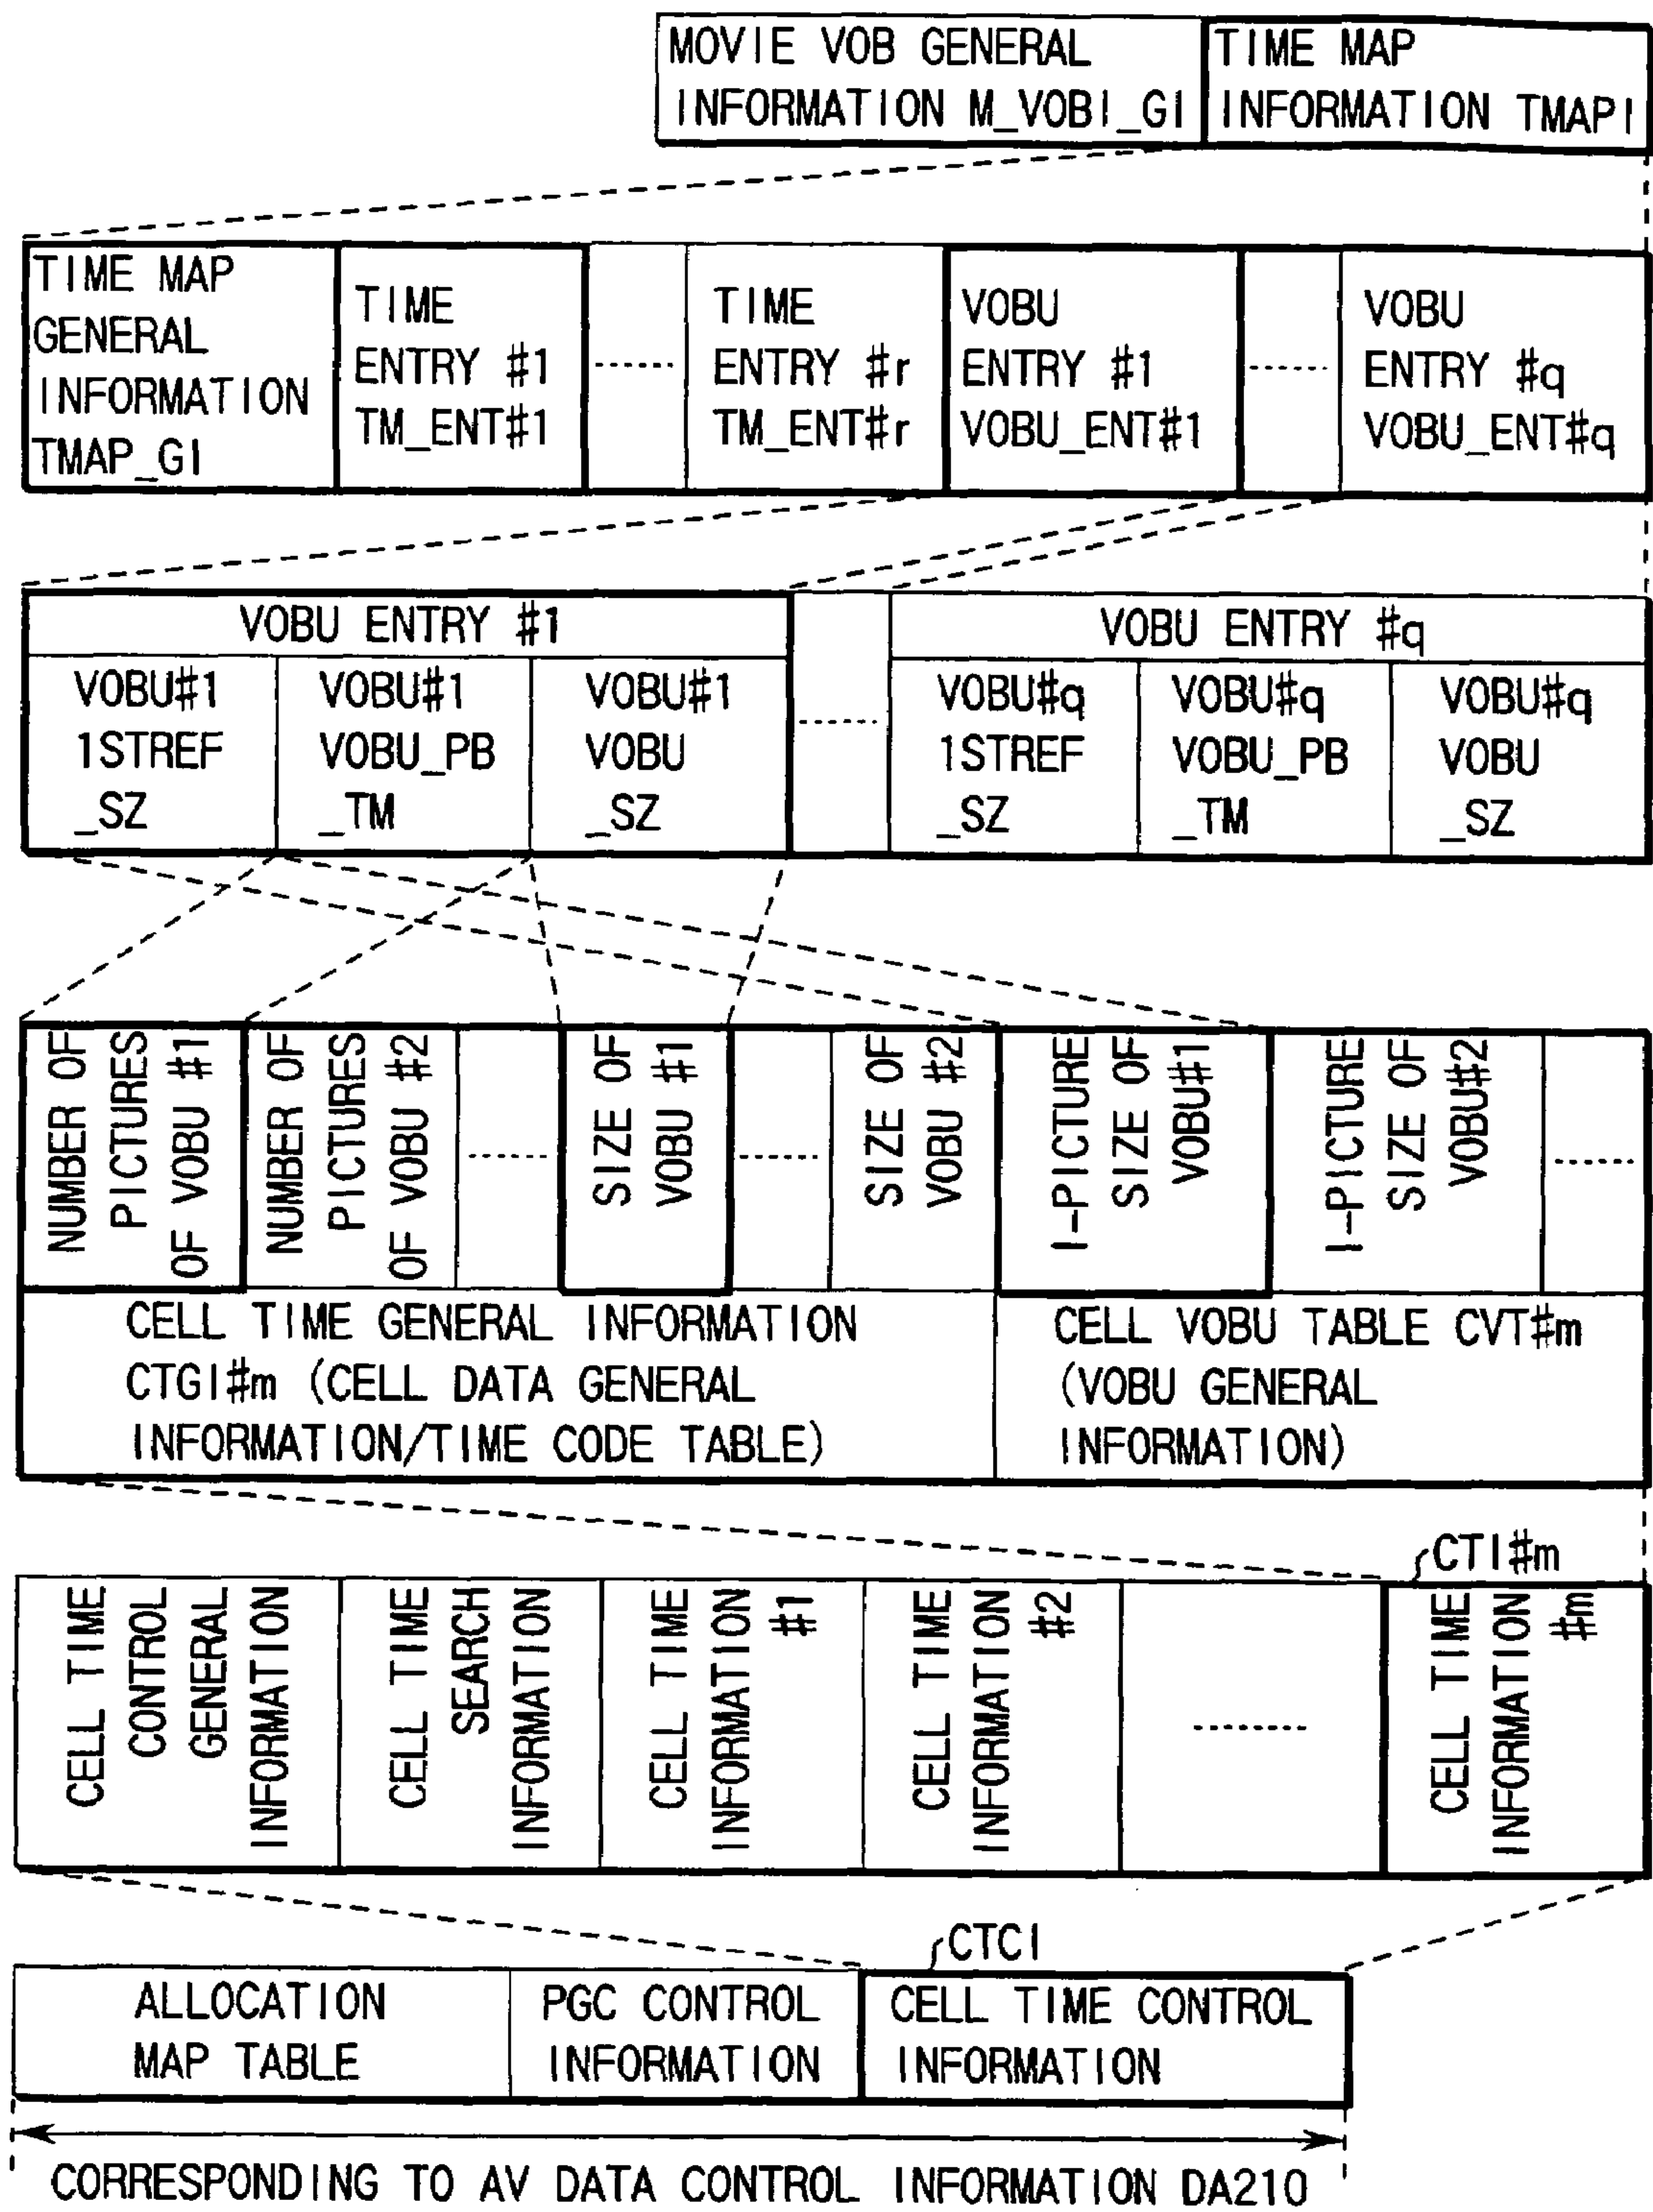 MOVIE VOB GENERAL
INFORMATION M_VOBI_GI
TIME MAP
INFORMATION TMAPI
TIME MAP
GENERAL
INFORMATION
TMAP_GI
TIME
ENTRY #1
TM_ENT#1
TIME
ENTRY #r
TM_ENT#r
VOBU
ENTRY #1
VOBU_ENT#1
VOBU
ENTRY #q
VOBU_ENT#q
VOBU ENTRY #1
VOBU#1
1STREF
_SZ
VOBU#1
VOBU_PB
_TM
VOBU#1
VOBU
_SZ
VOBU ENTRY #q
VOBU#q
1STREF
_SZ
VOBU#q
VOBU_PB
_TM
VOBU#q
VOBU
_SZ
NUMBER OF
PICTURES
OF VOBU #1
NUMBER OF
PICTURES
OF VOBU #2
SIZE OF
VOBU #1
SIZE OF
VOBU #2
I-PICTURE
SIZE OF
VOBU#1
I-PICTURE
SIZE OF
VOBU#2
CELL TIME GENERAL INFORMATION
CTGI#m (CELL DATA GENERAL
INFORMATION/TIME CODE TABLE)
CELL VOBU TABLE CVT#m
(VOBU GENERAL
INFORMATION)
CTI#m
CELL TIME
CONTROL
GENERAL
INFORMATION
CELL TIME
SEARCH
INFORMATION
CELL TIME
INFORMATION
#1
CELL TIME
INFORMATION
#2
CELL TIME
INFORMATION
#m
CTCI
ALLOCATION
MAP TABLE
PGC CONTROL
INFORMATION
CELL TIME CONTROL
INFORMATION
CORRESPONDING TO AV DATA CONTROL INFORMATION DA210